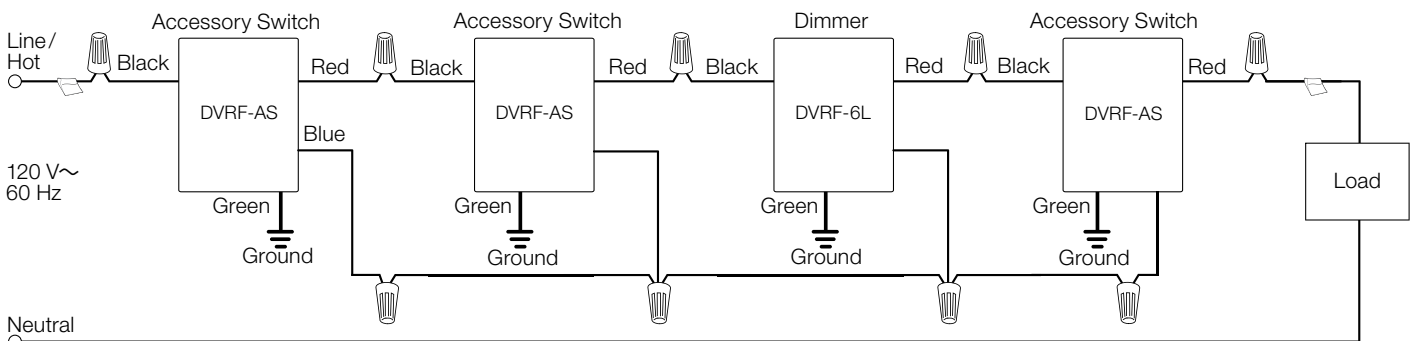 Accessory Switch
Accessory Switch
Dimmer
Accessory Switch
Line/
Hot
Black
Red
Black
Red
Black
Red
Black
Red
DVRF-AS
DVRF-AS
DVRF-6L
DVRF-AS
Blue
120 V~
60 Hz
Load
Green
Green
Green
Green
Ground
Ground
Ground
Ground
Neutral